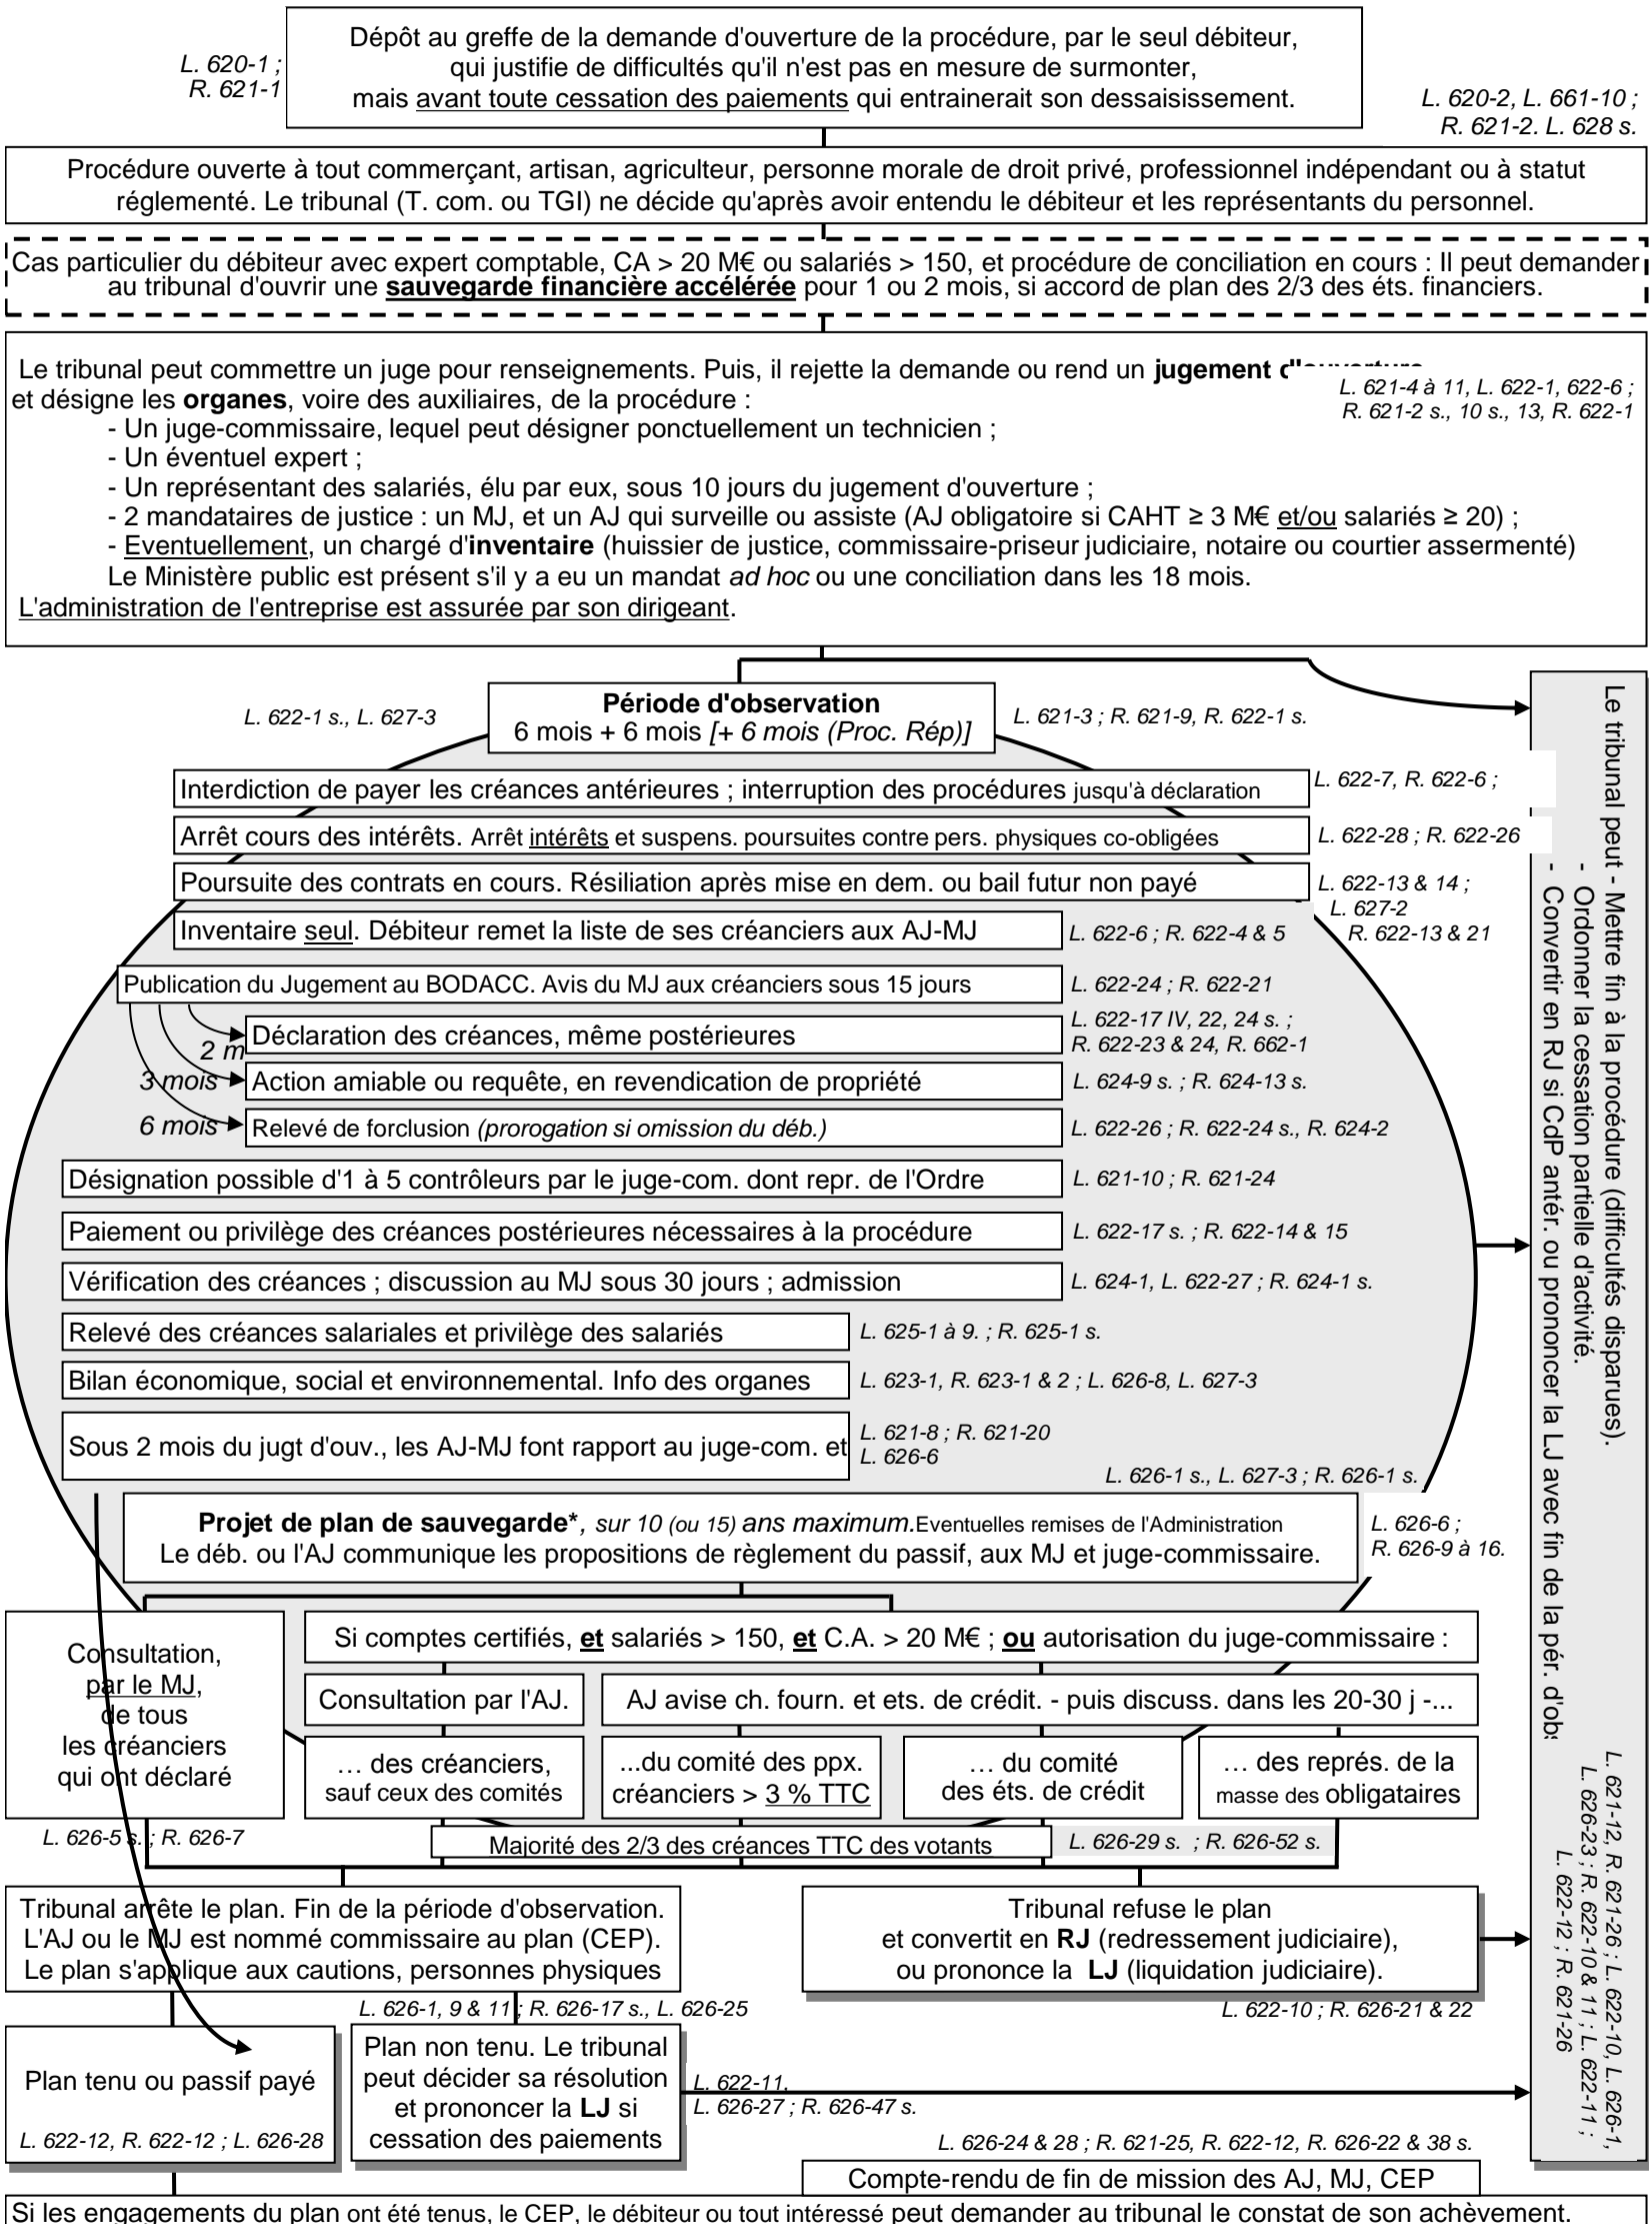 Dépôt au greffe de la demande d'ouverture de la procédure, par le seul débiteur,
qui justifie de difficultés qu'il n'est pas en mesure de surmonter,
mais avant toute cessation des paiements qui entrainerait son dessaisissement.
L. 620-1 ;
R. 621-1
L. 620-2, L. 661-10 ;
R. 621-2. L. 628 s.
Procédure ouverte à tout commerçant, artisan, agriculteur, personne morale de droit privé, professionnel indépendant ou à statut
réglementé. Le tribunal (T. com. ou TGI) ne décide qu'après avoir entendu le débiteur et les représentants du personnel.
Cas particulier du débiteur avec expert comptable, CA > 20 M€ ou salariés > 150, et procédure de conciliation en cours : Il peut demander
au tribunal d'ouvrir une sauvegarde financière accélérée pour 1 ou 2 mois, si accord de plan des 2/3 des éts. financiers.
Le tribunal peut commettre un juge pour renseignements. Puis, il rejette la demande ou rend un jugement d'ouverture
et désigne les organes, voire des auxiliaires, de la procédure :
L. 621-4 à 11, L. 622-1, 622-6 ;
R. 621-2 s., 10 s., 13, R. 622-1
- Un juge-commissaire, lequel peut désigner ponctuellement un technicien ;
- Un éventuel expert ;
- Un représentant des salariés, élu par eux, sous 10 jours du jugement d'ouverture ;
- 2 mandataires de justice : un MJ, et un AJ qui surveille ou assiste (AJ obligatoire si CAHT ≥ 3 M€ et/ou salariés ≥ 20) ;
- Eventuellement, un chargé d'inventaire (huissier de justice, commissaire-priseur judiciaire, notaire ou courtier assermenté)
Le Ministère public est présent s'il y a eu un mandat ad hoc ou une conciliation dans les 18 mois.
L'administration de l'entreprise est assurée par son dirigeant.
L. 622-1 s., L. 627-3
Période d'observation
6 mois + 6 mois [+ 6 mois (Proc. Rép)]
L. 621-3 ; R. 621-9, R. 622-1 s.
Interdiction de payer les créances antérieures ; interruption des procédures jusqu'à déclaration
L. 622-7, R. 622-6 ;
Arrêt cours des intérêts. Arrêt intérêts et suspens. poursuites contre pers. physiques co-obligées
L. 622-28 ; R. 622-26
Poursuite des contrats en cours. Résiliation après mise en dem. ou bail futur non payé
L. 622-13 & 14 ;
L. 627-2
R. 622-13 & 21
Inventaire seul. Débiteur remet la liste de ses créanciers aux AJ-MJ
L. 622-6 ; R. 622-4 & 5
Publication du Jugement au BODACC. Avis du MJ aux créanciers sous 15 jours
L. 622-24 ; R. 622-21
2 m
Déclaration des créances, même postérieures
L. 622-17 IV, 22, 24 s. ;
R. 622-23 & 24, R. 662-1
3 mois
Action amiable ou requête, en revendication de propriété
L. 624-9 s. ; R. 624-13 s.
6 mois
Relevé de forclusion (prorogation si omission du déb.)
L. 622-26 ; R. 622-24 s., R. 624-2
Désignation possible d'1 à 5 contrôleurs par le juge-com. dont repr. de l'Ordre
L. 621-10 ; R. 621-24
Paiement ou privilège des créances postérieures nécessaires à la procédure
L. 622-17 s. ; R. 622-14 & 15
Vérification des créances ; discussion au MJ sous 30 jours ; admission
L. 624-1, L. 622-27 ; R. 624-1 s.
Relevé des créances salariales et privilège des salariés
L. 625-1 à 9. ; R. 625-1 s.
Bilan économique, social et environnemental. Info des organes
L. 623-1, R. 623-1 & 2 ; L. 626-8, L. 627-3
Sous 2 mois du jugt d'ouv., les AJ-MJ font rapport au juge-com. et
L. 621-8 ; R. 621-20
L. 626-6
L. 626-1 s., L. 627-3 ; R. 626-1 s.
Projet de plan de sauvegarde*, sur 10 (ou 15) ans maximum.Eventuelles remises de l'Administration
Le déb. ou l'AJ communique les propositions de règlement du passif, aux MJ et juge-commissaire.
L. 626-6 ;
R. 626-9 à 16.
Consultation,
par le MJ,
de tous
les créanciers
qui ont déclaré
L. 626-5 s. ; R. 626-7
Si comptes certifiés, et salariés > 150, et C.A. > 20 M€ ; ou autorisation du juge-commissaire :
Consultation par l'AJ.
AJ avise ch. fourn. et ets. de crédit. - puis discuss. dans les 20-30 j -...
… des créanciers,
sauf ceux des comités
...du comité des ppx.
créanciers > 3 % TTC
… du comité
des éts. de crédit
… des représ. de la
masse des obligataires
Majorité des 2/3 des créances TTC des votants
L. 626-29 s. ; R. 626-52 s.
Tribunal arrête le plan. Fin de la période d'observation.
L'AJ ou le MJ est nommé commissaire au plan (CEP).
Le plan s'applique aux cautions, personnes physiques
L. 626-1, 9 & 11 ; R. 626-17 s., L. 626-25
Tribunal refuse le plan
et convertit en RJ (redressement judiciaire),
ou prononce la LJ (liquidation judiciaire).
L. 622-10 ; R. 626-21 & 22
Plan tenu ou passif payé
L. 622-12, R. 622-12 ; L. 626-28
Plan non tenu. Le tribunal
peut décider sa résolution
et prononcer la LJ si
cessation des paiements
L. 622-11,
L. 626-27 ; R. 626-47 s.
L. 626-24 & 28 ; R. 621-25, R. 622-12, R. 626-22 & 38 s.
Compte-rendu de fin de mission des AJ, MJ, CEP
Si les engagements du plan ont été tenus, le CEP, le débiteur ou tout intéressé peut demander au tribunal le constat de son achèvement.
Le tribunal peut - Mettre fin à la procédure (difficultés disparues).
- Ordonner la cessation partielle d'activité.
- Convertir en RJ si CdP antér. ou prononcer la LJ avec fin de la pér. d'obs
L. 621-12, R. 621-26 ; L. 622-10, L. 626-1,
L. 626-23 ; R. 622-10 & 11 ; L. 622-11 ;
L. 622-12 ; R. 621-26